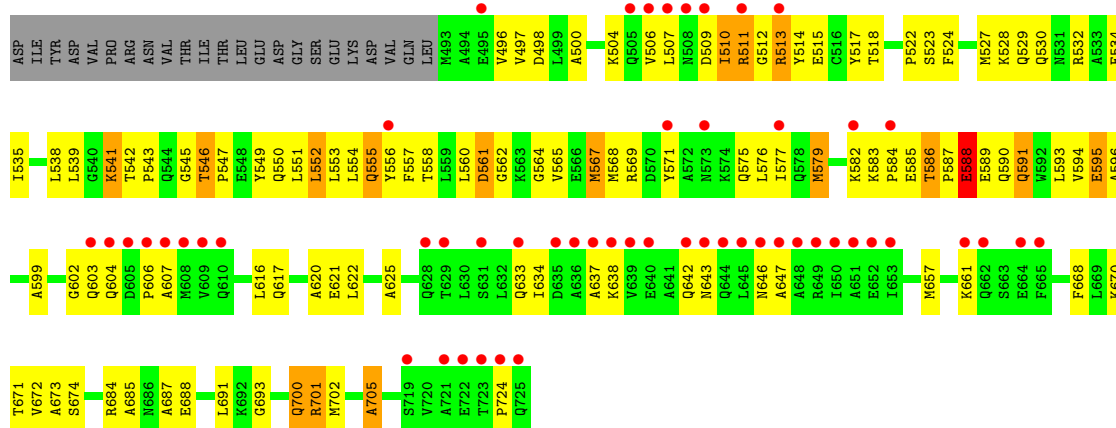 ASP ILE TYR ASP ASP VAL PRO ARG ASN VAL THR ILE THR LEU GLU ASP GLY SER GLU LYS ASP VAL GLN LEU M493 A494 E495 V496 V497 D498 L499 A500 K504 Q505 V506 L507 N508 D509 I510 R511 G512 R513 Y514 E515 C516 Y517 T518 P522 S523 F524 M527 K528 Q529 Q530 N531 R532 A533 E534
I535 L538 L539 G540 K541 T542 P543 Q544 G545 T546 P547 E548 Y549 Q550 L551 L552 L553 L554 Q555 Y556 F557 T558 L559 L560 D561 G562 K563 G564 V565 E566 M567 M568 R569 D570 Y571 A572 N573 K574 Q575 L576 I577 Q578 M579 K582 K583 P584 E585 T586 P587 E588 E589 Q590 Q591 W592 L593 V594 E595 A596
A599 G602 Q603 Q604 D605 P606 A607 M608 V609 Q610 L616 Q617 A620 E621 L622 A625 Q628 T629 L630 S631 L632 Q633 I634 D635 A636 A637 K638 V639 E640 A641 Q642 N643 Q644 L645 N646 A647 A648 R649 I650 A651 E652 I653 M657 K661 Q662 S663 E664 F665 F668 L669 K670
T671 V672 A673 S674 R684 A685 N686 A687 E688 L691 K692 G693 Q700 R701 M702 A705 S719 V720 A721 E722 T723 P724 Q725